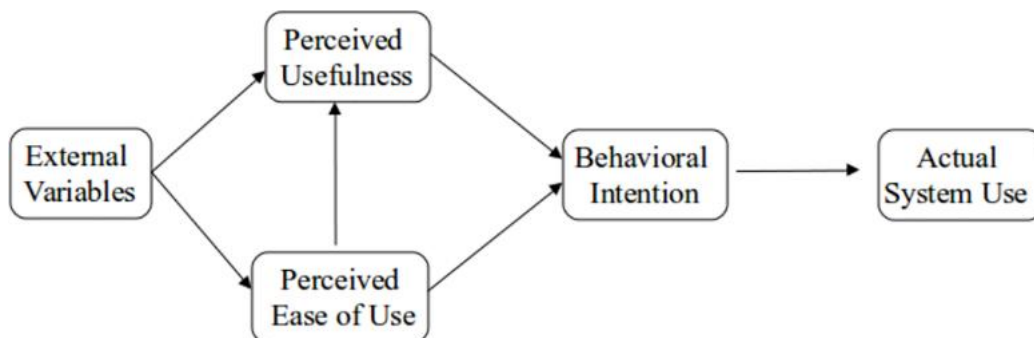 Perceived
Usefulness
External
Variables
Behavioral
Intention
Actual
System Use
Perceived
Ease of Use